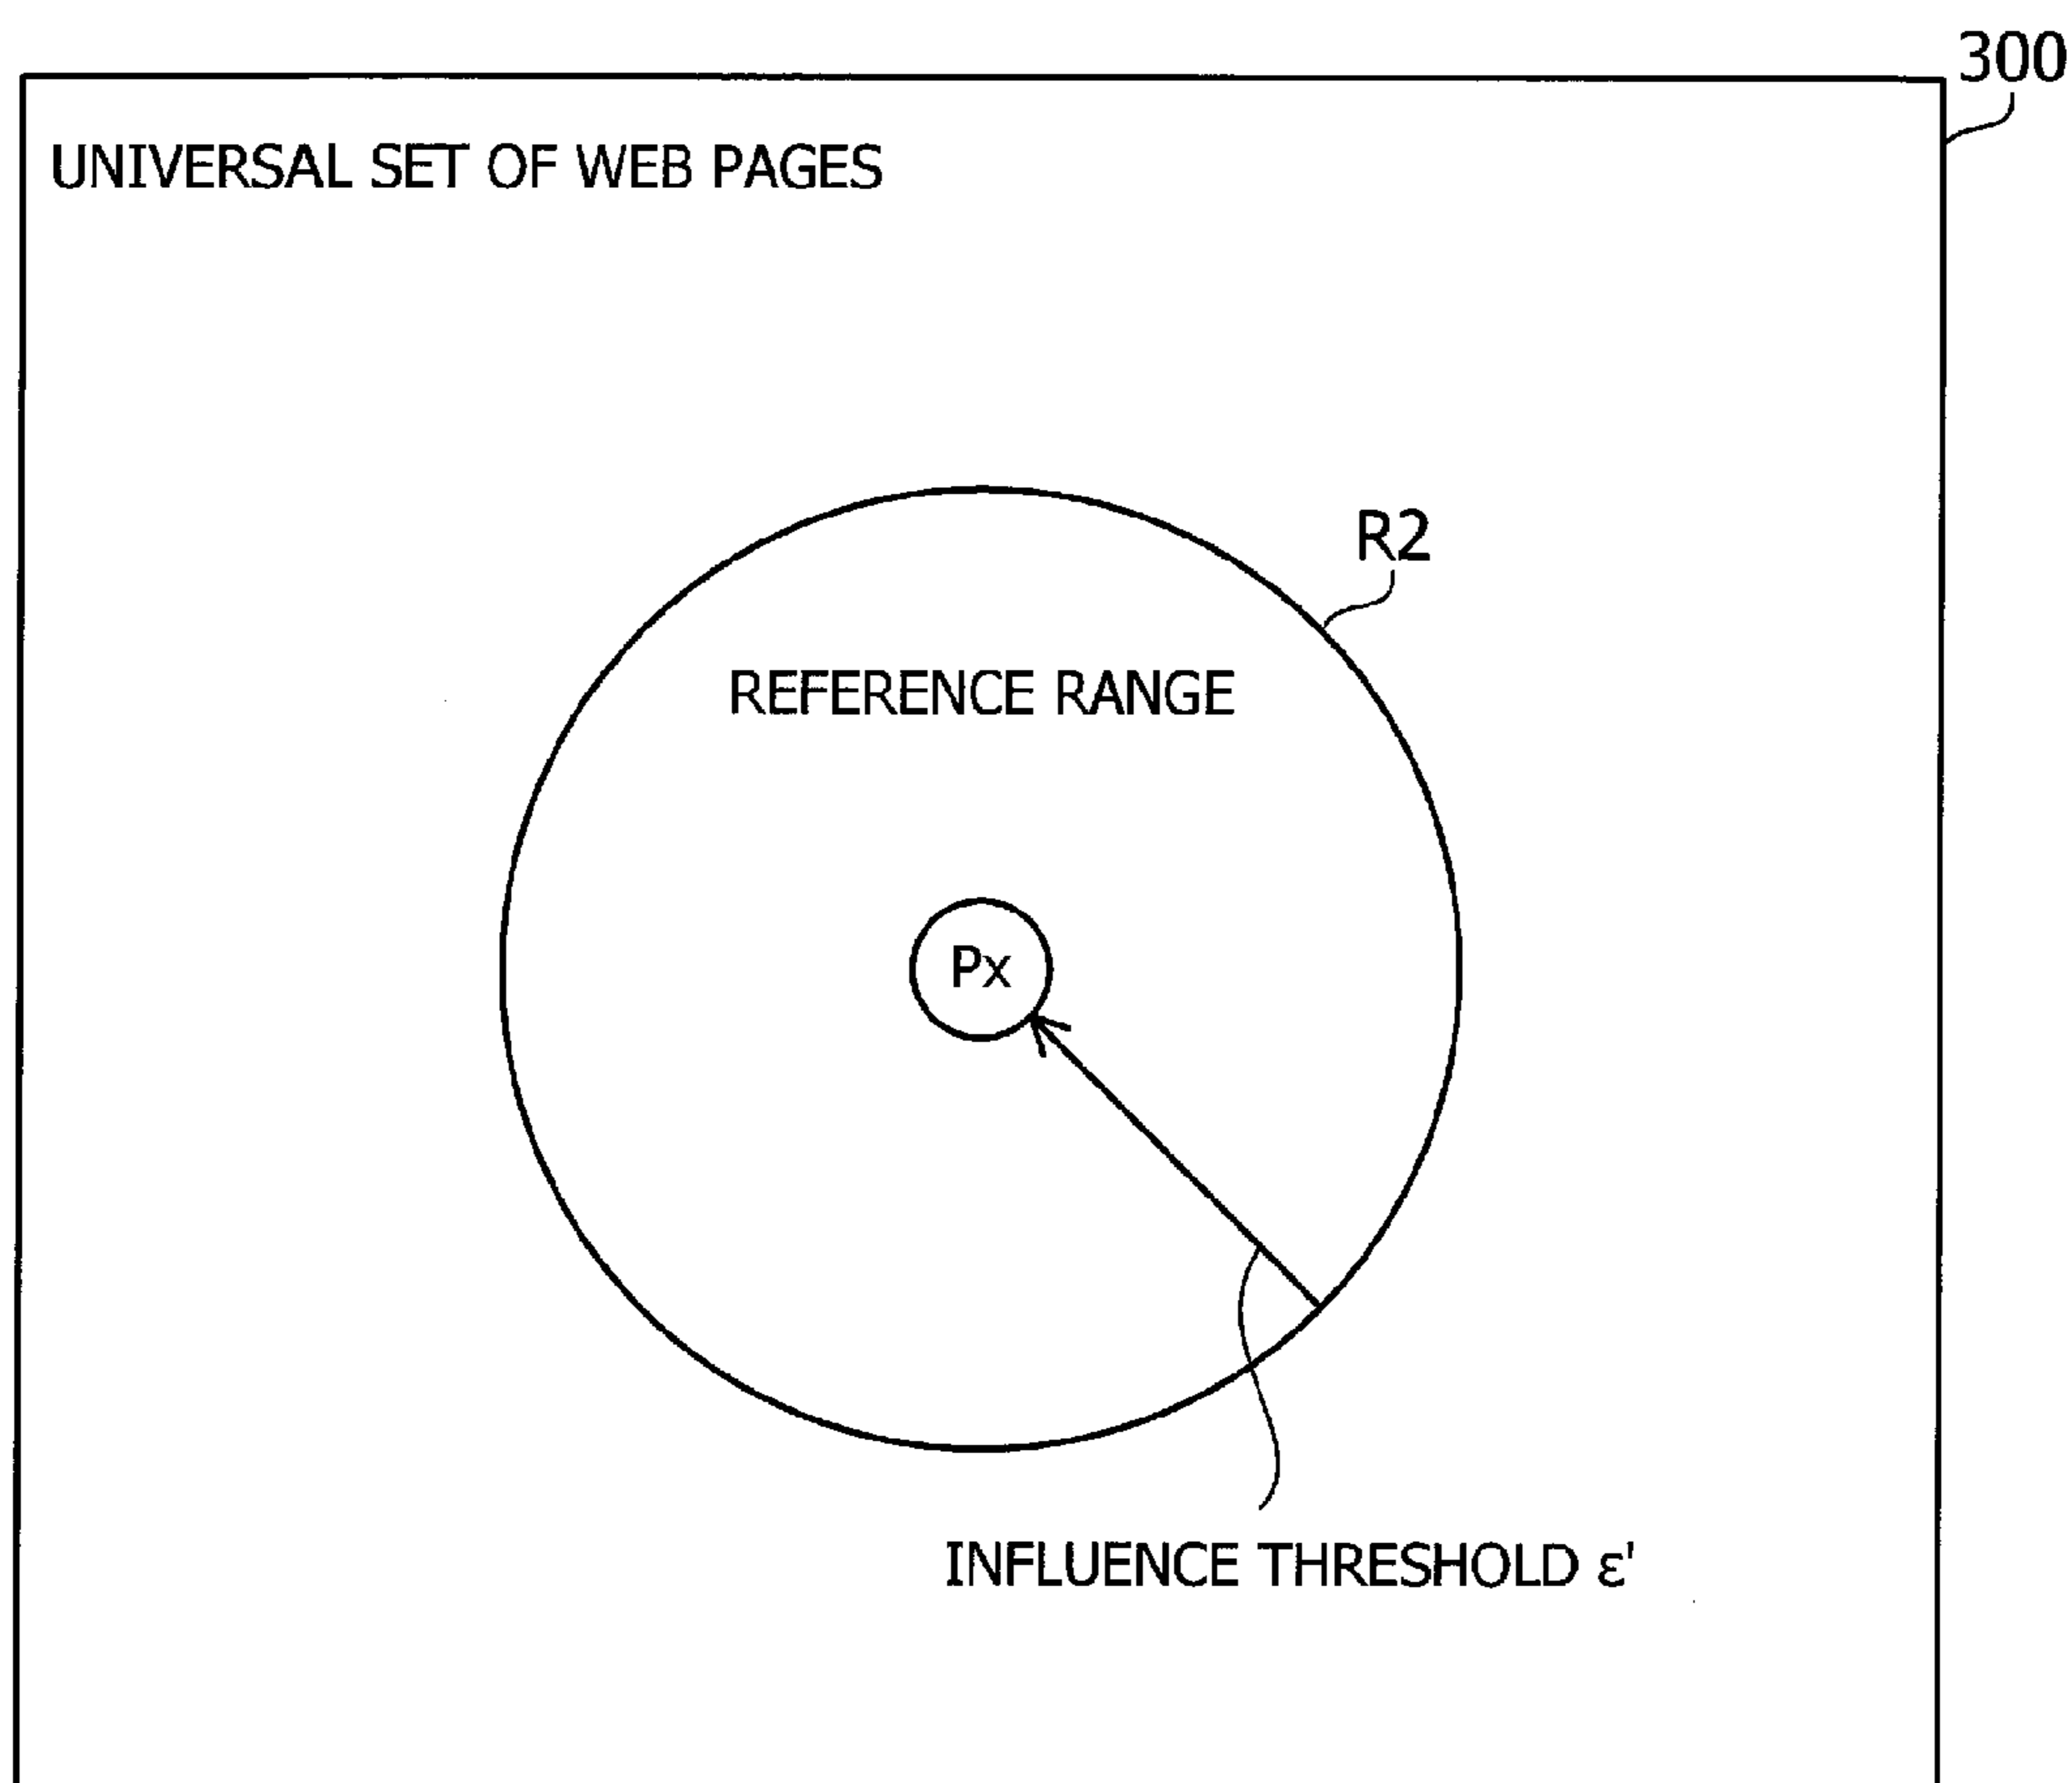 300
UNIVERSAL SET OF WEB PAGES
R2
REFERENCE RANGE
Px
INFLUENCE THRESHOLD ε'